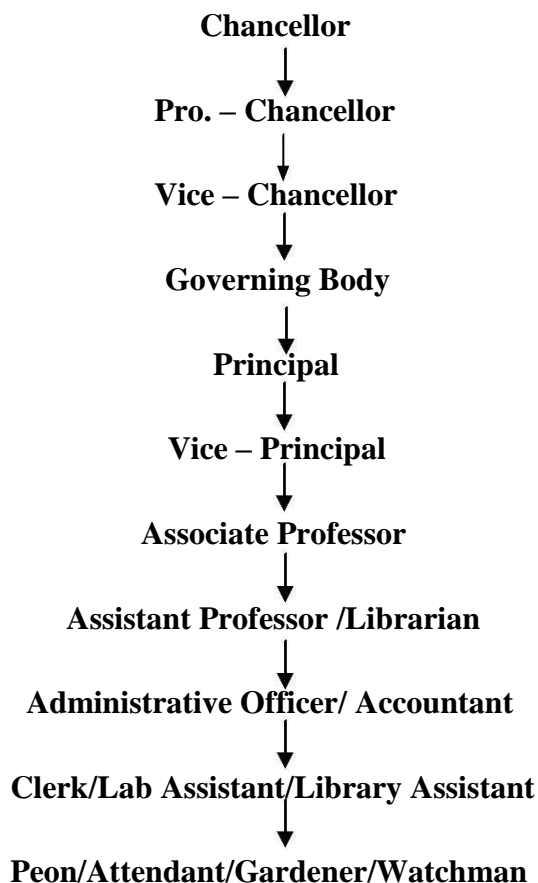 Chancellor
Pro. – Chancellor
Vice – Chancellor
Governing Body
Principal
Vice – Principal
Associate Professor
Assistant Professor /Librarian
Administrative Officer/ Accountant
Clerk/Lab Assistant/Library Assistant
Peon/Attendant/Gardener/Watchman